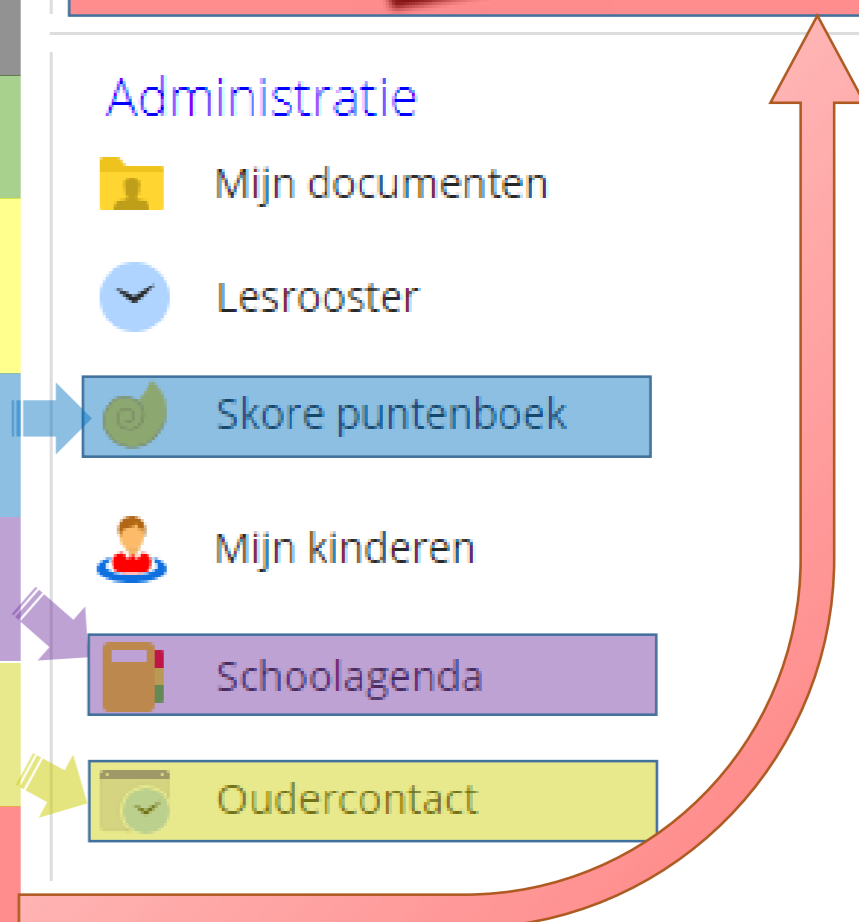 Administratie
Mijn documenten
Lesrooster
Skore puntenboek
Mijn kinderen
Schoolagenda
Oudercontact